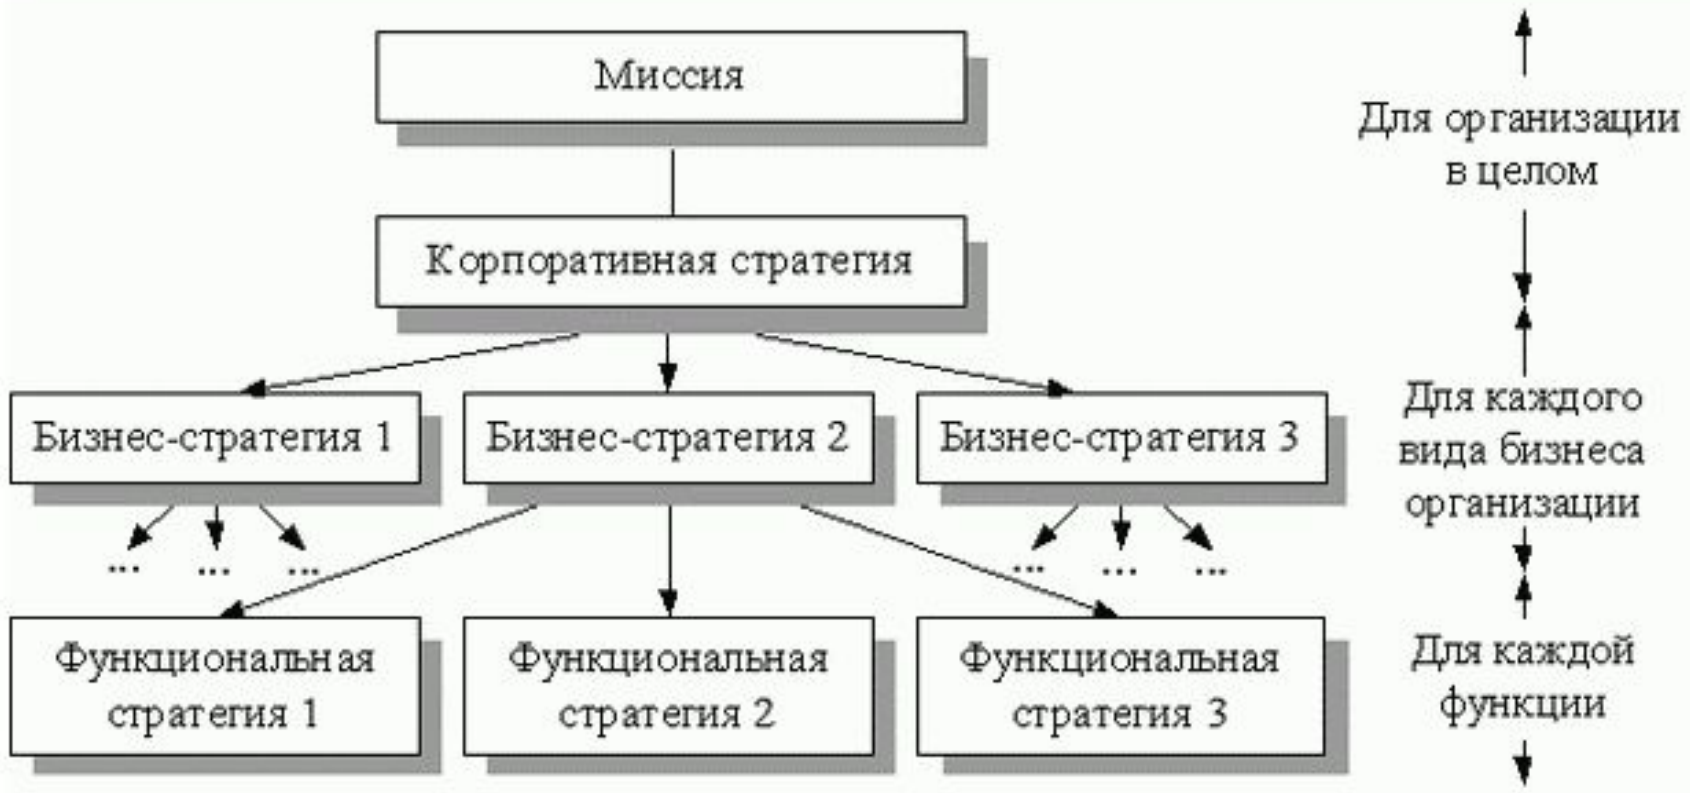 Миссия
Для организации
в целом
Корпоративная стратегия
Бизнес-стратегия 1
Бизнес-стратегия 2
Бизнес-стратегия 3
Для каждого
вида бизнеса
организации
... ... ... ... ... ...
Функциональная
стратегия 1
Функциональная
стратегия 2
Функциональная
стратегия 3
Для каждой
функции